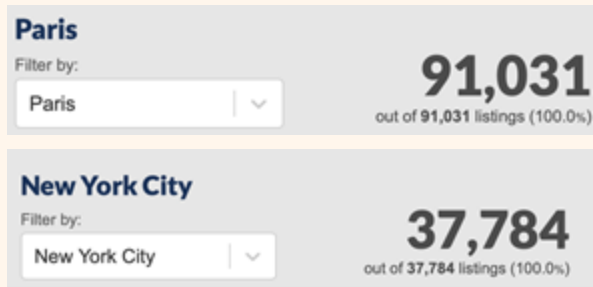 Paris
Filter by:
Paris
91,031
out of 91,031 listings (100.0%)
New York City
Filter by:
New York City
37,784
out of 37,784 listings (100.0%)